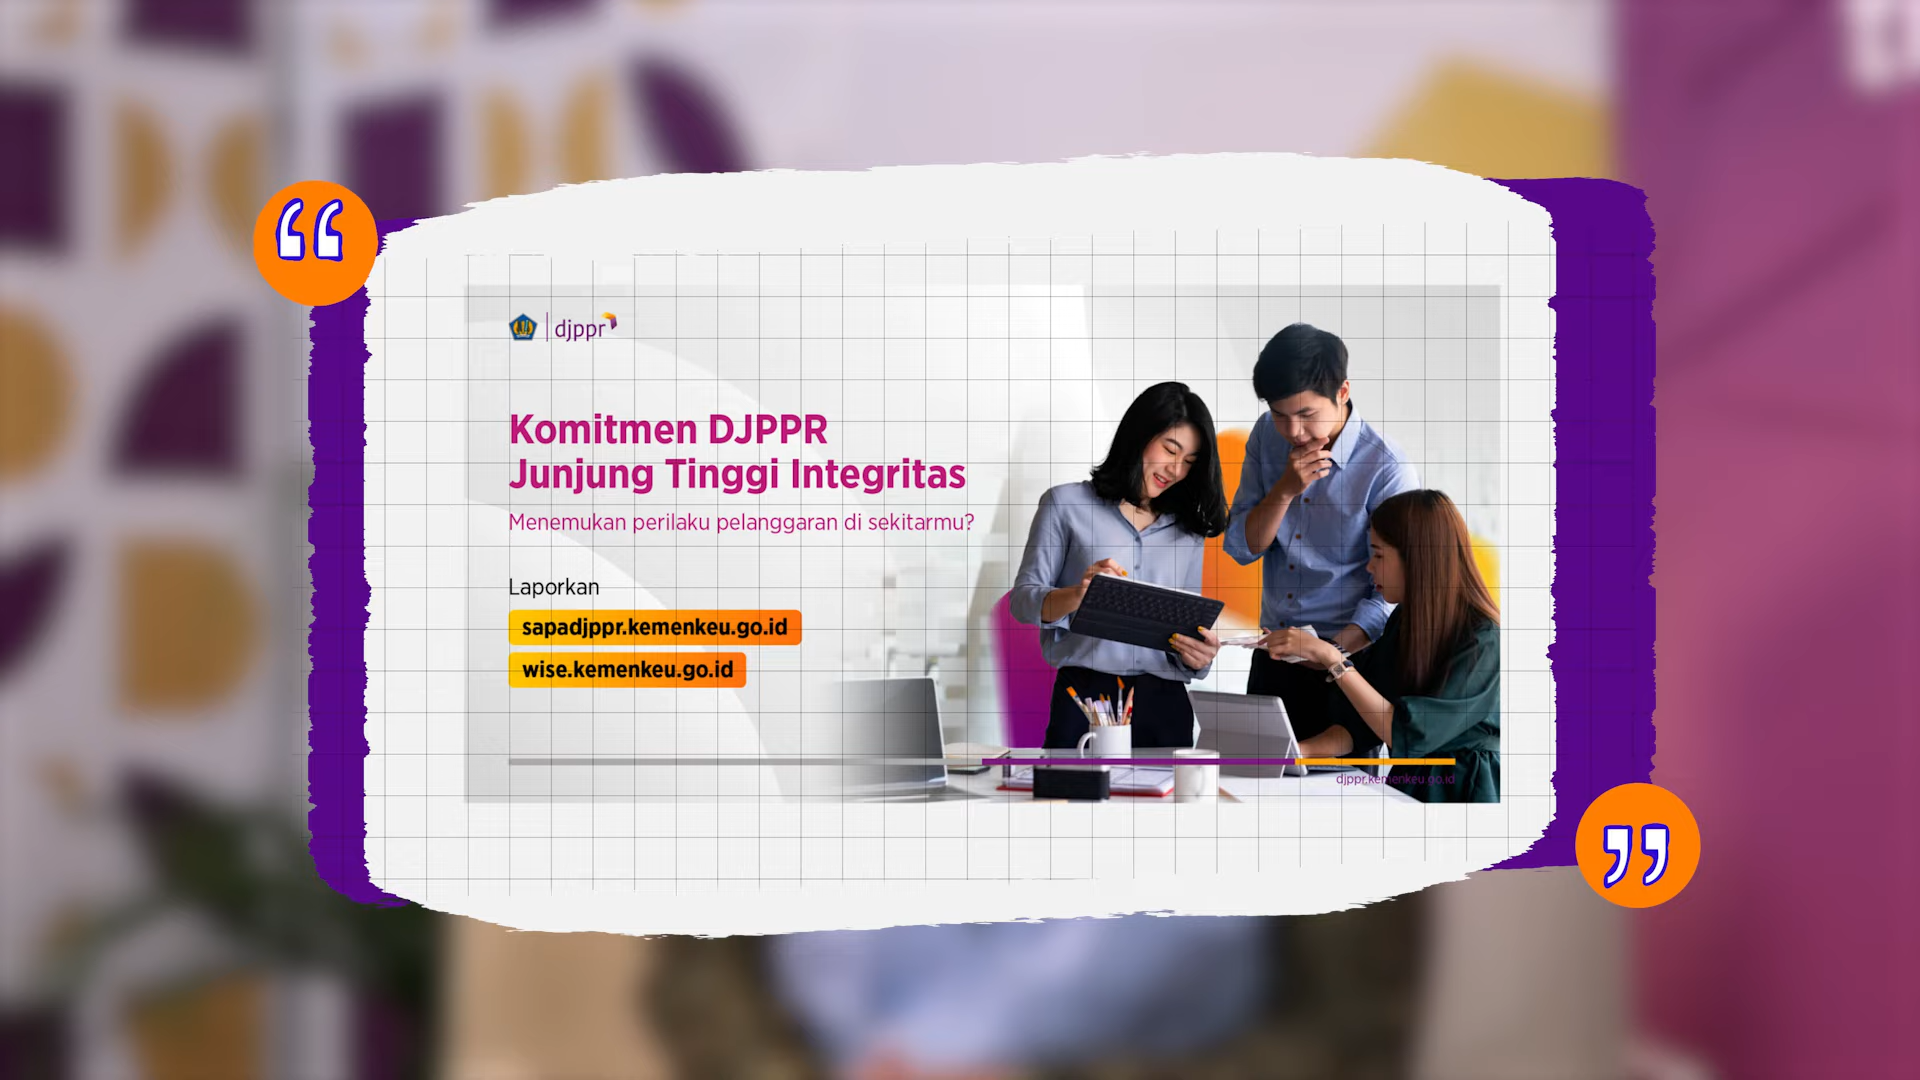 djppr
Komitmen DJPPR
Junjung Tinggi Integritas
Menemukan perilaku pelanggaran di sekitarmu?
Laporkan
sapadjppr.kemenkeu.go.id
wise.kemenkeu.go.id
djppr.kemenkeu.go.id